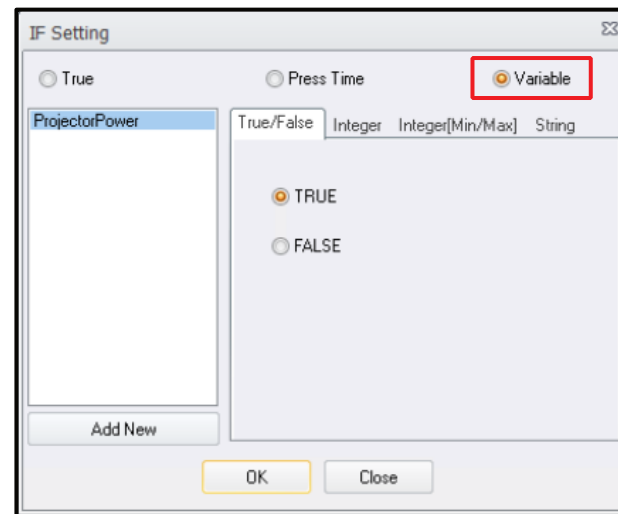 IF Setting
True
Press Time
Variable
ProjectorPower
True/False
Integer
Integer[Min/Max]
String
TRUE
FALSE
Add New
OK
Close